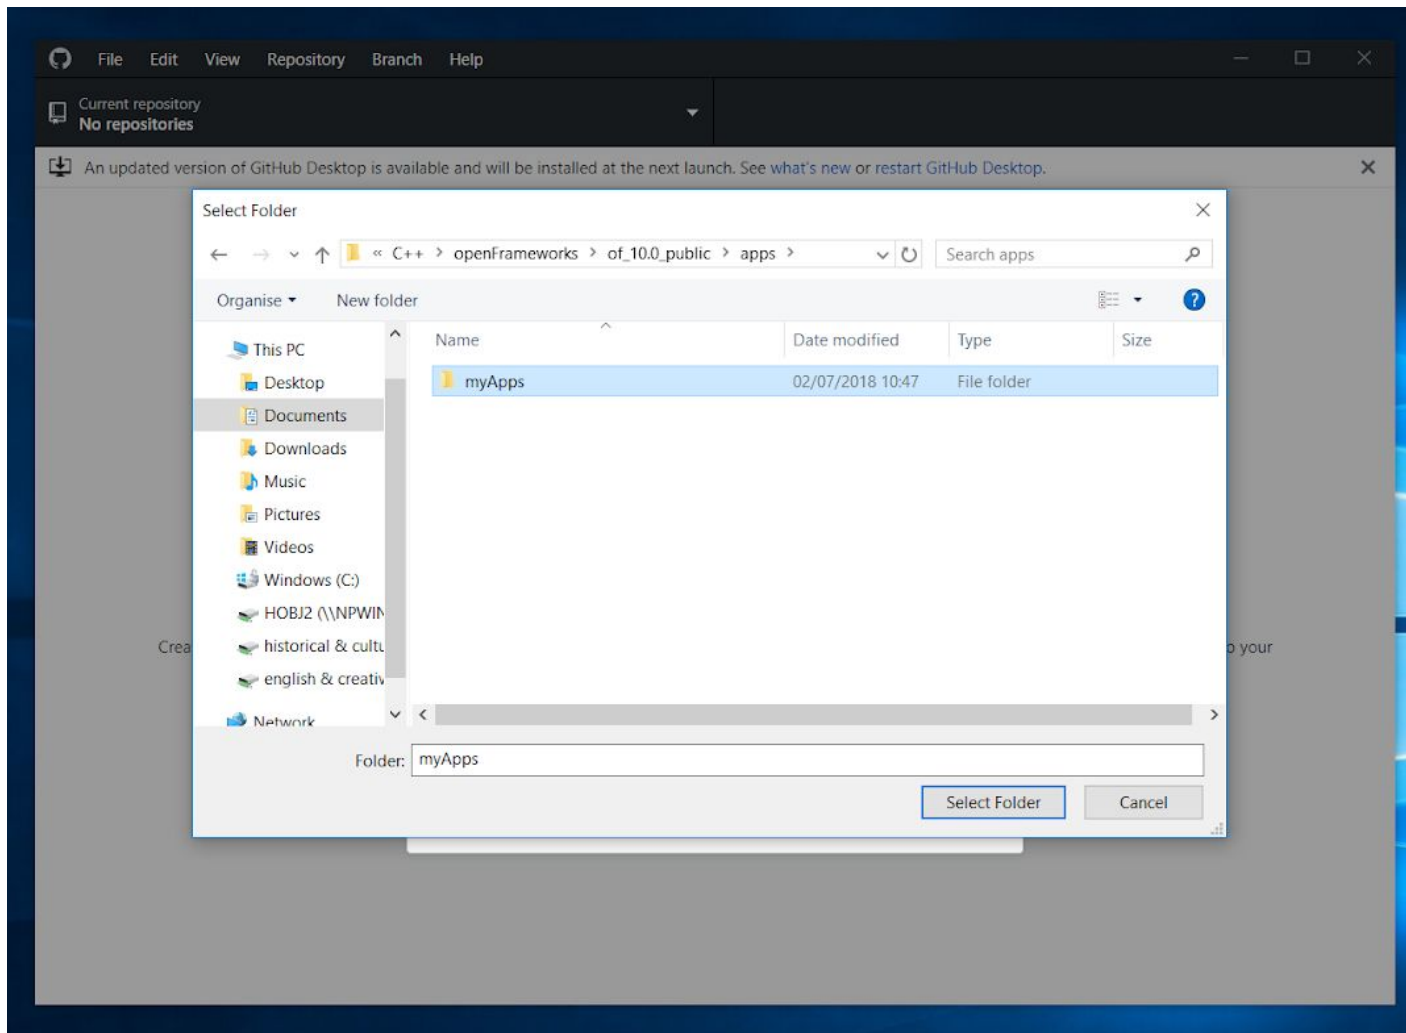 File Edit View Repository Branch Help
Current repository
No repositories
An updated version of GitHub Desktop is available and will be installed at the next launch. See what's new or restart GitHub Desktop.
Select Folder
« C++ > openFrameworks > of_10.0_public > apps >
Search apps
Organise New folder
Name Date modified Type Size
This PC
myApps 02/07/2018 10:47 File folder
Desktop
Documents
Downloads
Music
Pictures
Videos
Windows (C:)
HOBJ2 (\\NPWIN
Crea
historical & cultu
your
english & creativ
Network
Folder: myApps
Select Folder Cancel